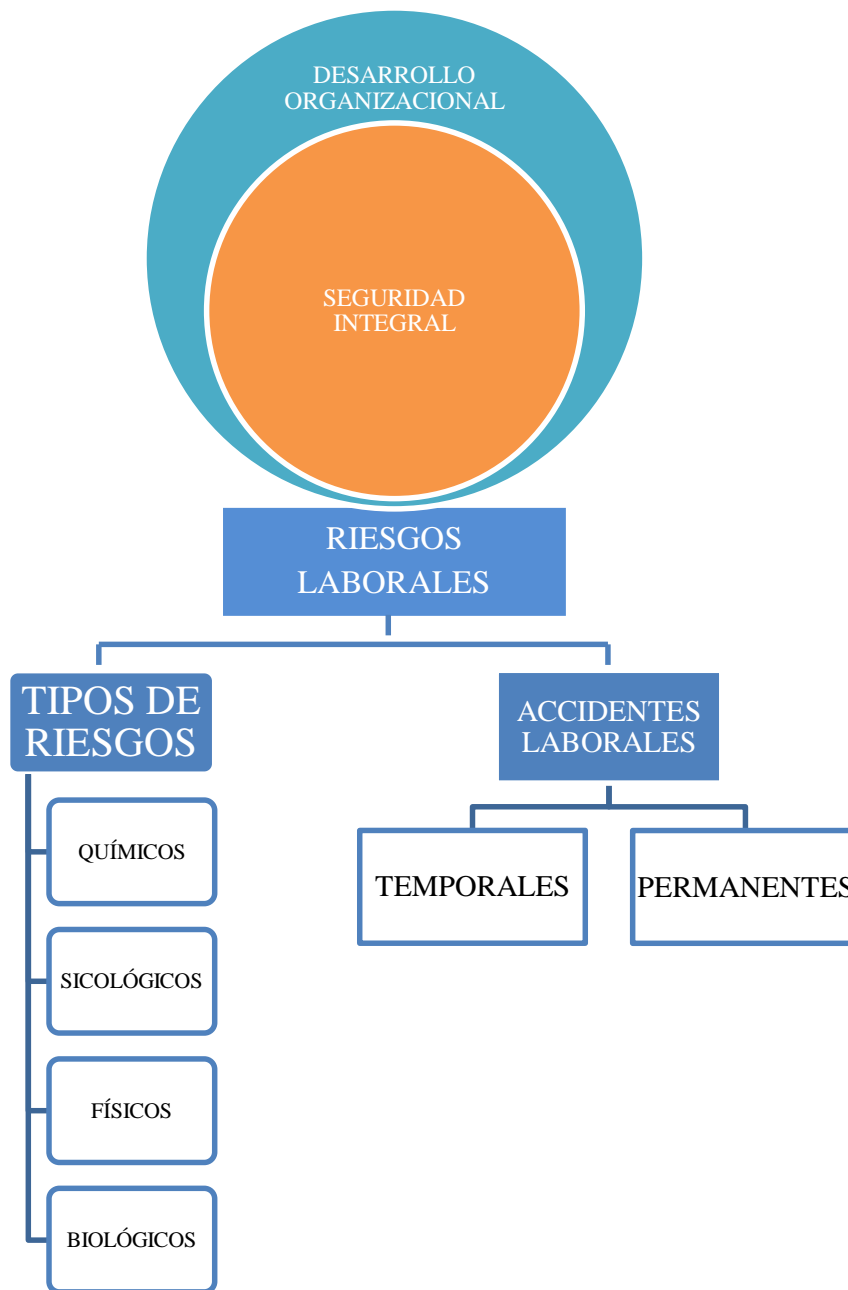 DESARROLLO
ORGANIZACIONAL
SEGURIDAD
INTEGRAL
RIESGOS
LABORALES
TIPOS DE
RIESGOS
QUÍMICOS
SICOLÓGICOS
FÍSICOS
BIOLÓGICOS
ACCIDENTES
LABORALES
TEMPORALES
PERMANENTES